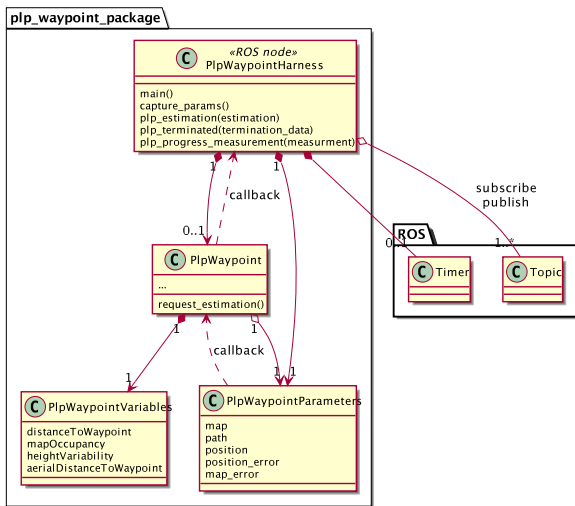 plp_waypoint_package
C
«ROS node»
PlpWaypointHarness
main()
capture_params()
plp_estimation(estimation)
plp_terminated(termination_data)
plp_progress_measurement(measurment)
1
1
callback
subscribe
publish
0..1
C PlpWaypoint
...
request_estimation()
ROS
1..*
C Timer
C Topic
1
1
callback
1
1
1
C PlpWaypointVariables
distanceToWaypoint
mapOccupancy
heightVariability
aerialDistanceToWaypoint
C PlpWaypointParameters
map
path
position
position_error
map_error